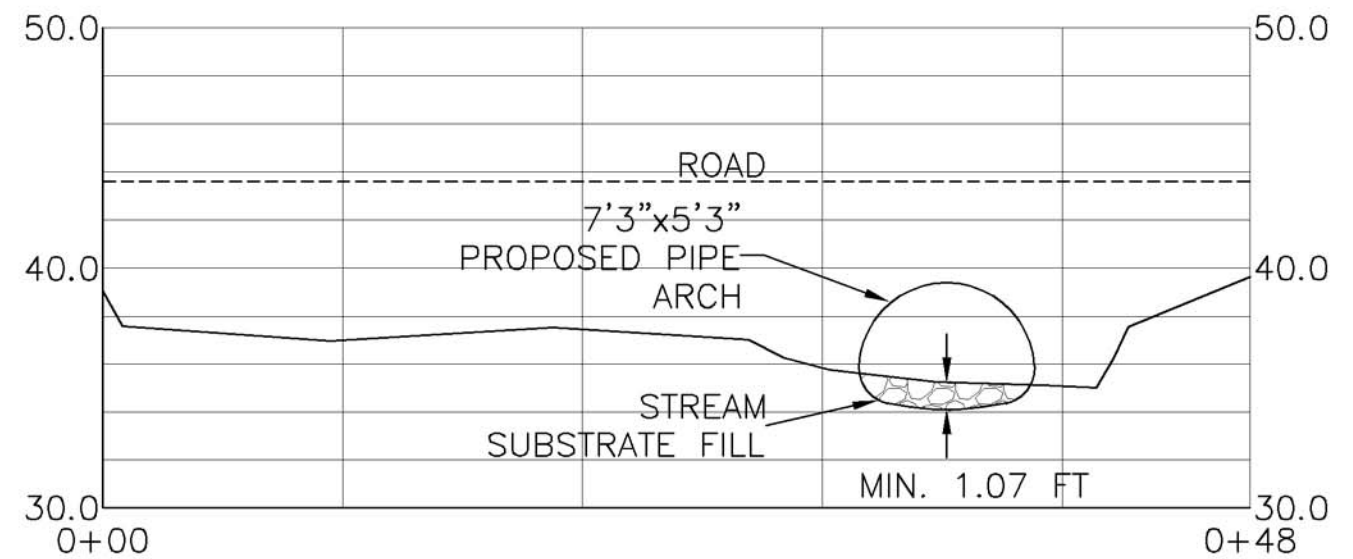 50.0
50.0
ROAD
7'3"x5'3"
PROPOSED PIPE
ARCH
40.0
40.0
STREAM
SUBSTRATE FILL
MIN. 1.07 FT
30.0
30.0
0+00
0+48